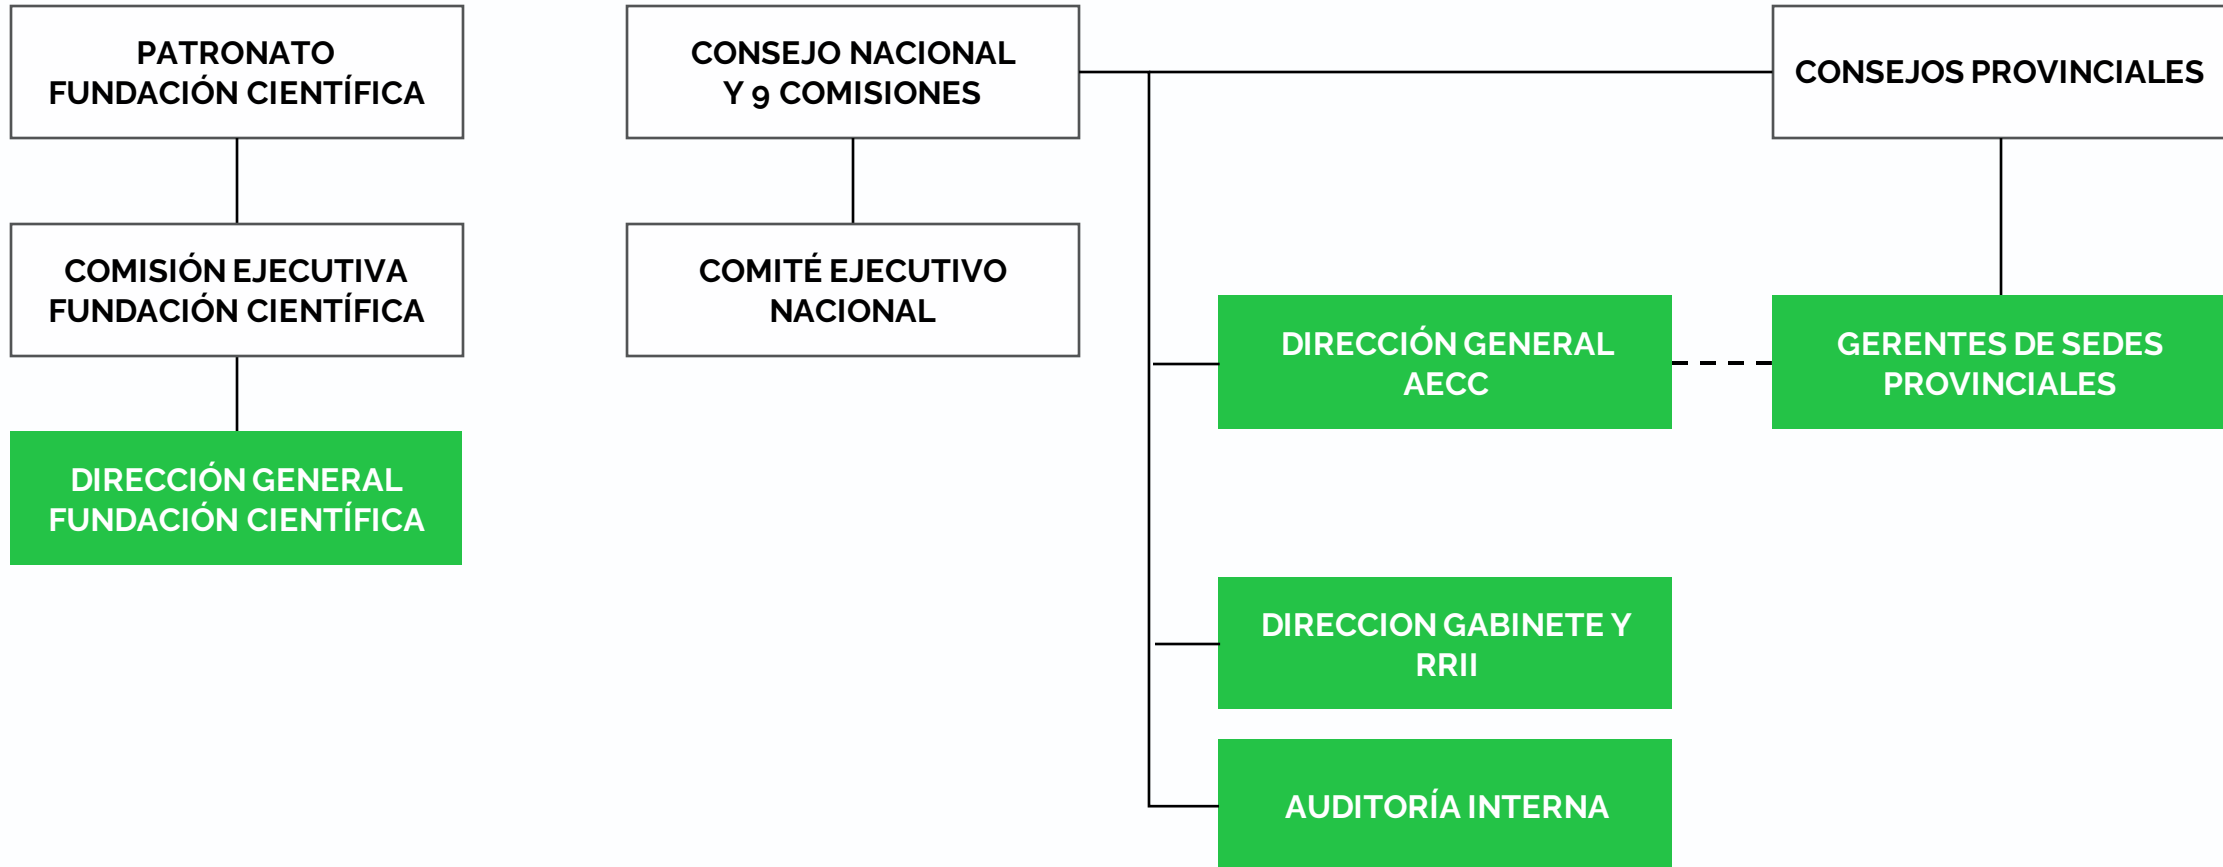 PATRONATO
FUNDACIÓN CIENTÍFICA
CONSEJO NACIONAL
Y 9 COMISIONES
CONSEJOS PROVINCIALES
COMISIÓN EJECUTIVA
FUNDACIÓN CIENTÍFICA
COMITÉ EJECUTIVO
NACIONAL
DIRECCIÓN GENERAL
AECC
GERENTES DE SEDES
PROVINCIALES
DIRECCIÓN GENERAL
FUNDACIÓN CIENTÍFICA
DIRECCION GABINETE Y
RRII
AUDITORÍA INTERNA